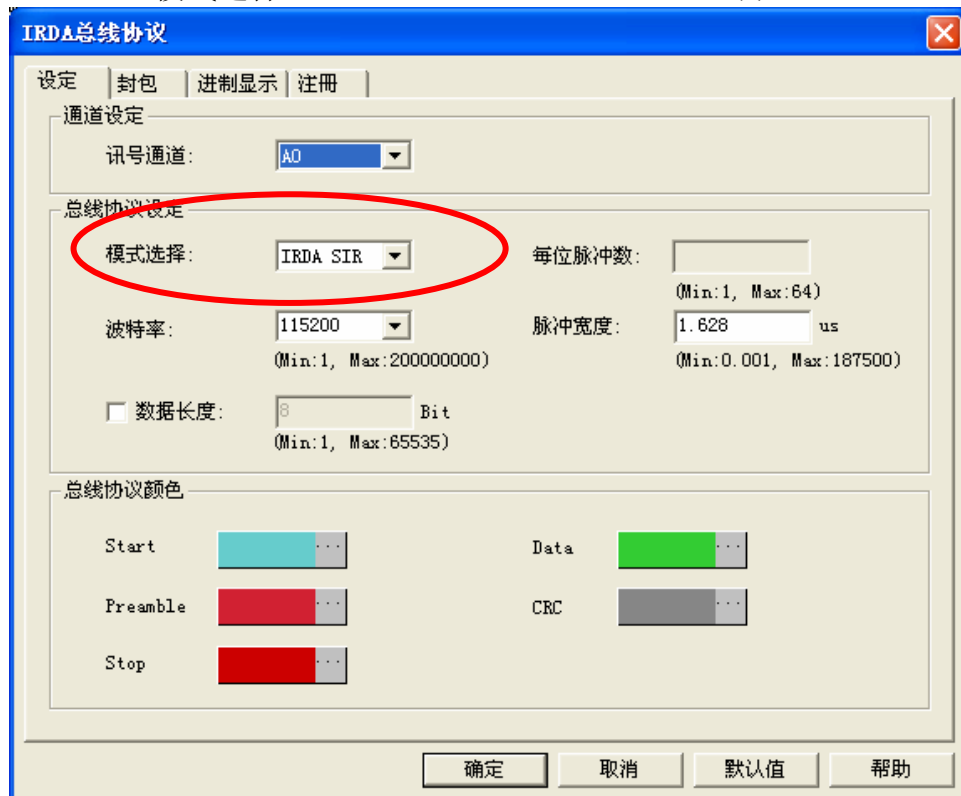 IRDA总线协议
设定 封包 进制显示 注册
通道设定
讯号通道: A0
总线协议设定
模式选择: IRDA SIR 每位脉冲数:
(Min:1, Max:64)
波特率: 115200 脉冲宽度: 1.628 us
(Min:1, Max:200000000) (Min:0.001, Max:187500)
数据长度: 8 Bit
(Min:1, Max:65535)
总线协议颜色
Start ... Data ...
Preamble ... CRC ...
Stop ...
确定 取消 默认值 帮助